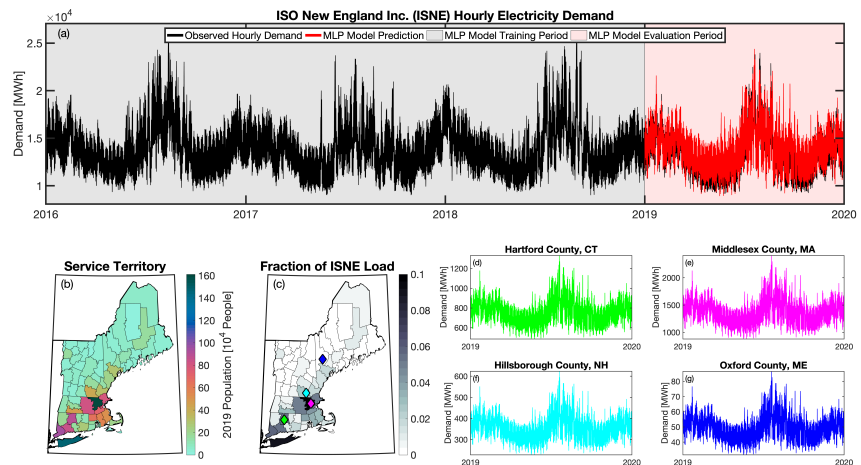 ISO New England Inc. (ISNE) Hourly Electricity Demand
×10⁴
(a)
Observed Hourly Demand MLP Model Prediction MLP Model Training Period MLP Model Evaluation Period
Demand [MWh]
2.5
2
1.5
1
2016 2017 2018 2019 2020
Service Territory
(b)
160
140
120
100
80
60
40
20
0
2019 Population [10⁴ People]
Fraction of ISNE Load
(c)
0.1
0.08
0.06
0.04
0.02
0
Hartford County, CT
(d)
Demand [MWh]
1200
1000
800
600
2019 2020
Middlesex County, MA
(e)
Demand [MWh]
2000
1500
1000
2019 2020
Hillsborough County, NH
(f)
Demand [MWh]
600
500
400
300
2019 2020
Oxford County, ME
(g)
Demand [MWh]
80
70
60
50
40
2019 2020